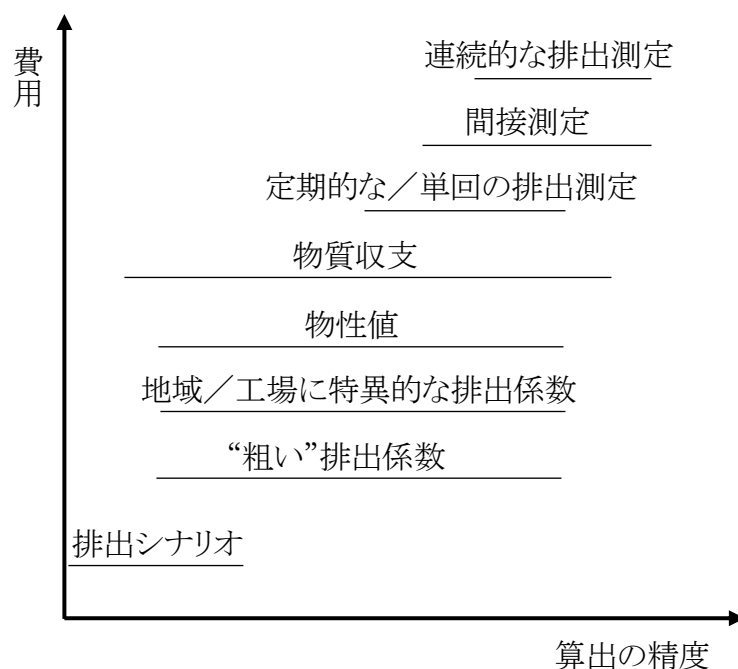 費用
連続的な排出測定
間接測定
定期的な／単回の排出測定
物質収支
物性値
地域／工場に特異的な排出係数
“粗い”排出係数
排出シナリオ
算出の精度